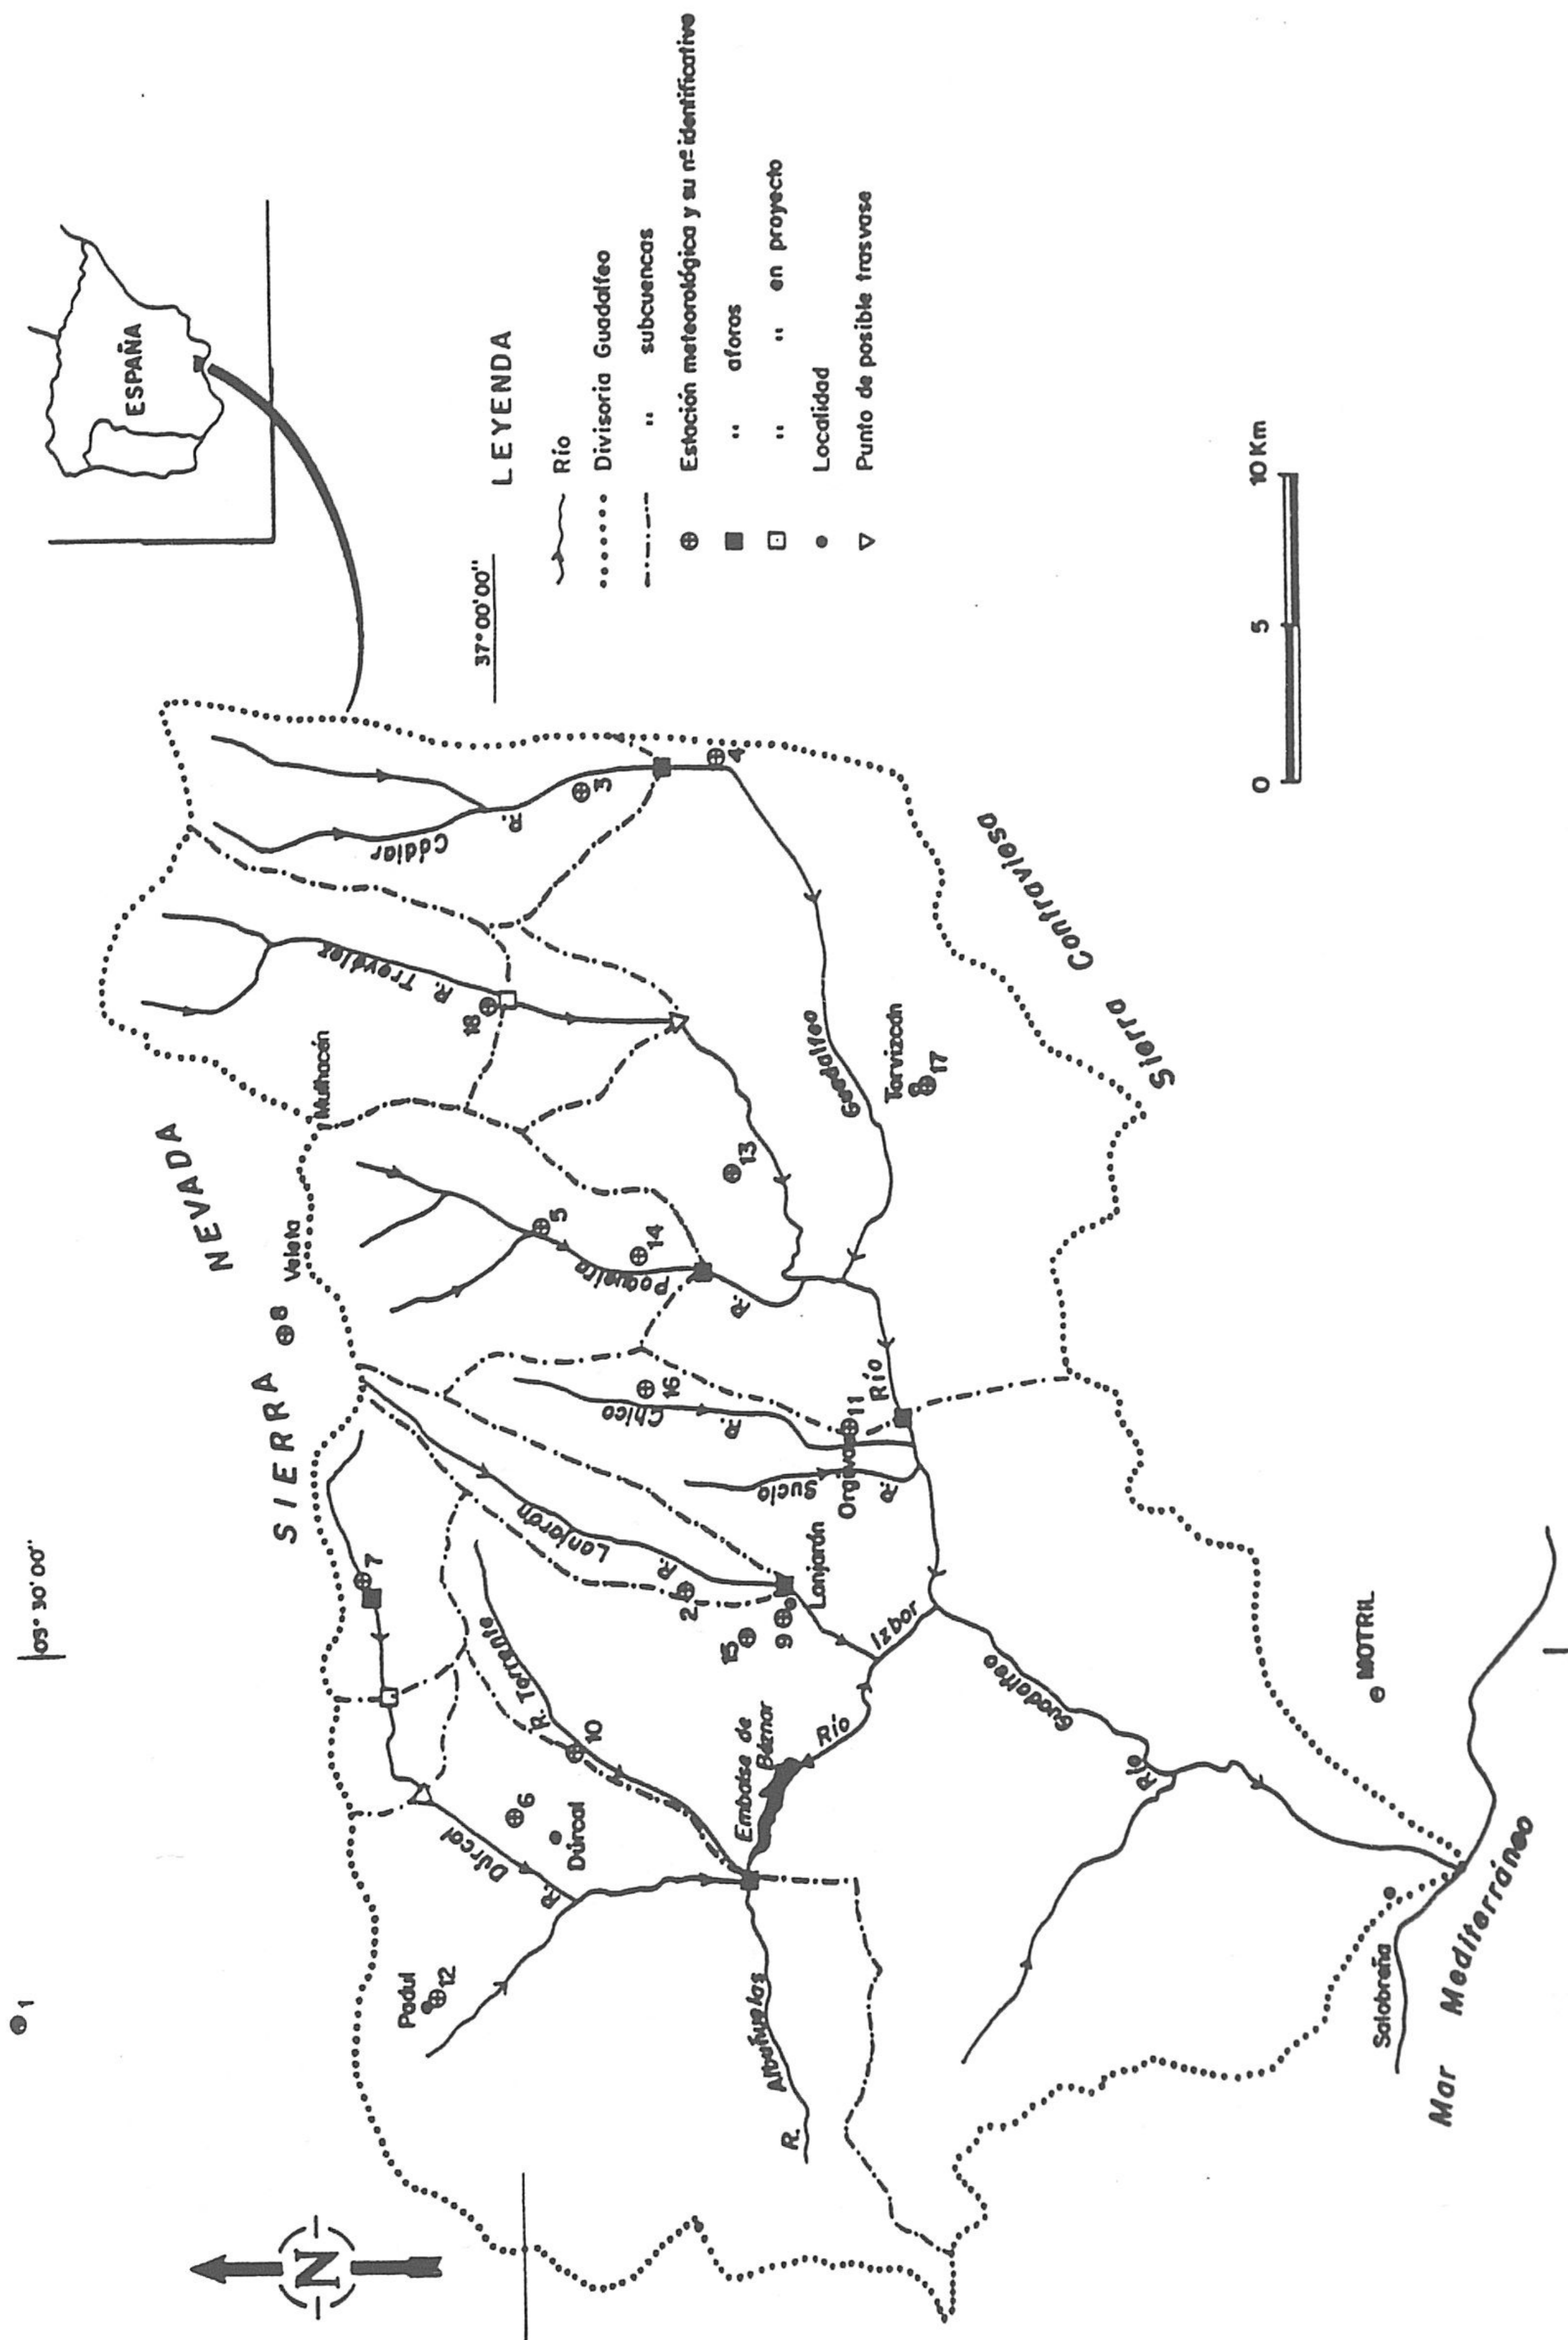 1
03° 30' 00"
ESPAÑA
SIERRA NEVADA
8
Veleta
Mulhacén
37° 00' 00"
LEYENDA
Río
Divisoria Guadalfeo
" subcuencas
Estación meteorológica y su nº identificativo
" aforos
" " en proyecto
Localidad
Punto de posible trasvase
N
Padul
12
R. Dúrcal
6
Dúrcal
7
R. Torrente
10
R. Lanjarón
2
15
9
Lanjarón
R. Chico
16
R. Sucio
Orgiva
11
R. Poqueira
5
14
13
R. Trevélez
18
R. Cádiar
3
4
R. Albuñuelas
Embalse de
Béznar
Río Izbor
Río Guadalfeo
Torvizcón
17
Sierra Contraviesa
Río Guadalfeo
MOTRIL
Salobreña
Mar Mediterráneo
0 5 10 Km